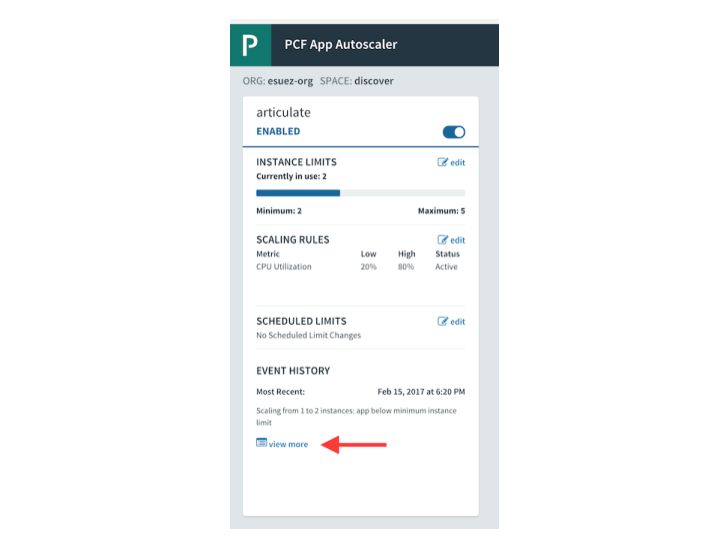 P PCF App Autoscaler
ORG: esuez-org SPACE: discover
articulate
ENABLED
INSTANCE LIMITS edit
Currently in use: 2
Minimum: 2 Maximum: 5
SCALING RULES edit
Metric Low High Status
CPU Utilization 20% 80% Active
SCHEDULED LIMITS edit
No Scheduled Limit Changes
EVENT HISTORY
Most Recent: Feb 15, 2017 at 6:20 PM
Scaling from 1 to 2 instances: app below minimum instance
limit
view more